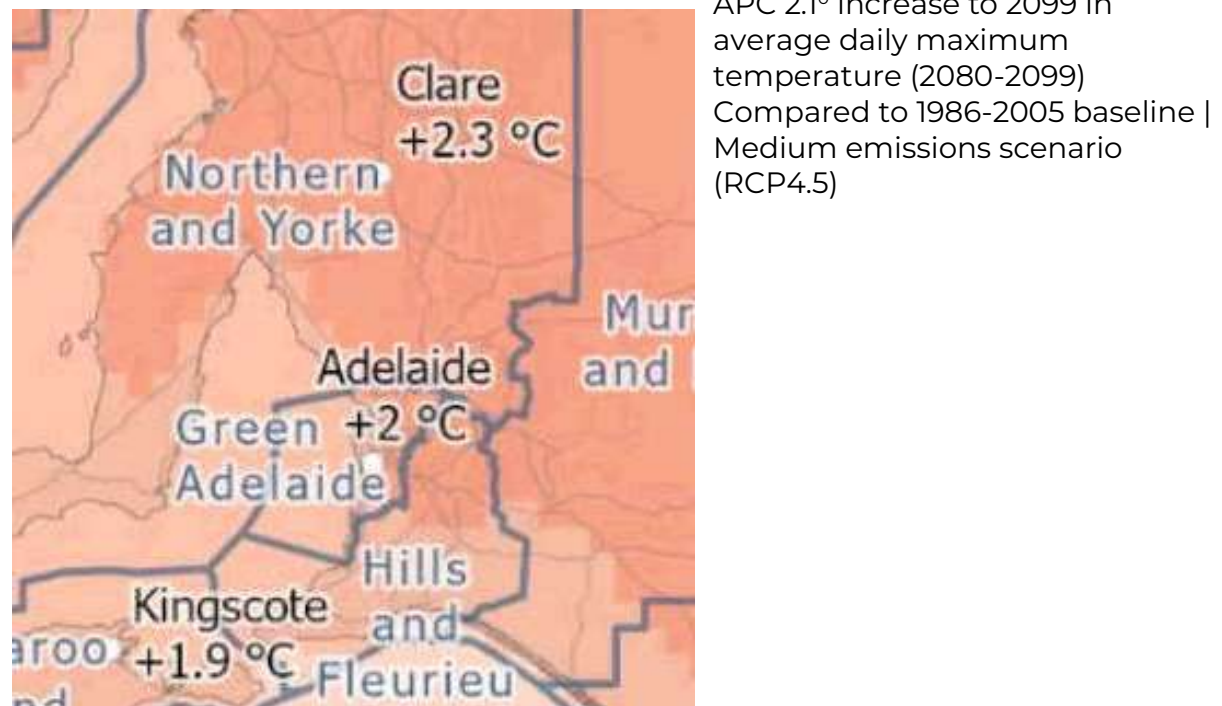 APC 2.1° increase to 2099 in
average daily maximum
temperature (2080-2099)
Compared to 1986-2005 baseline |
Medium emissions scenario
(RCP4.5)
Clare
+2.3 °C
Northern
and Yorke
Mur
and
Adelaide
+2 °C
Green
Adelaide
Hills
and
Fleurieu
Kingscote
+1.9 °C
aroo
nd